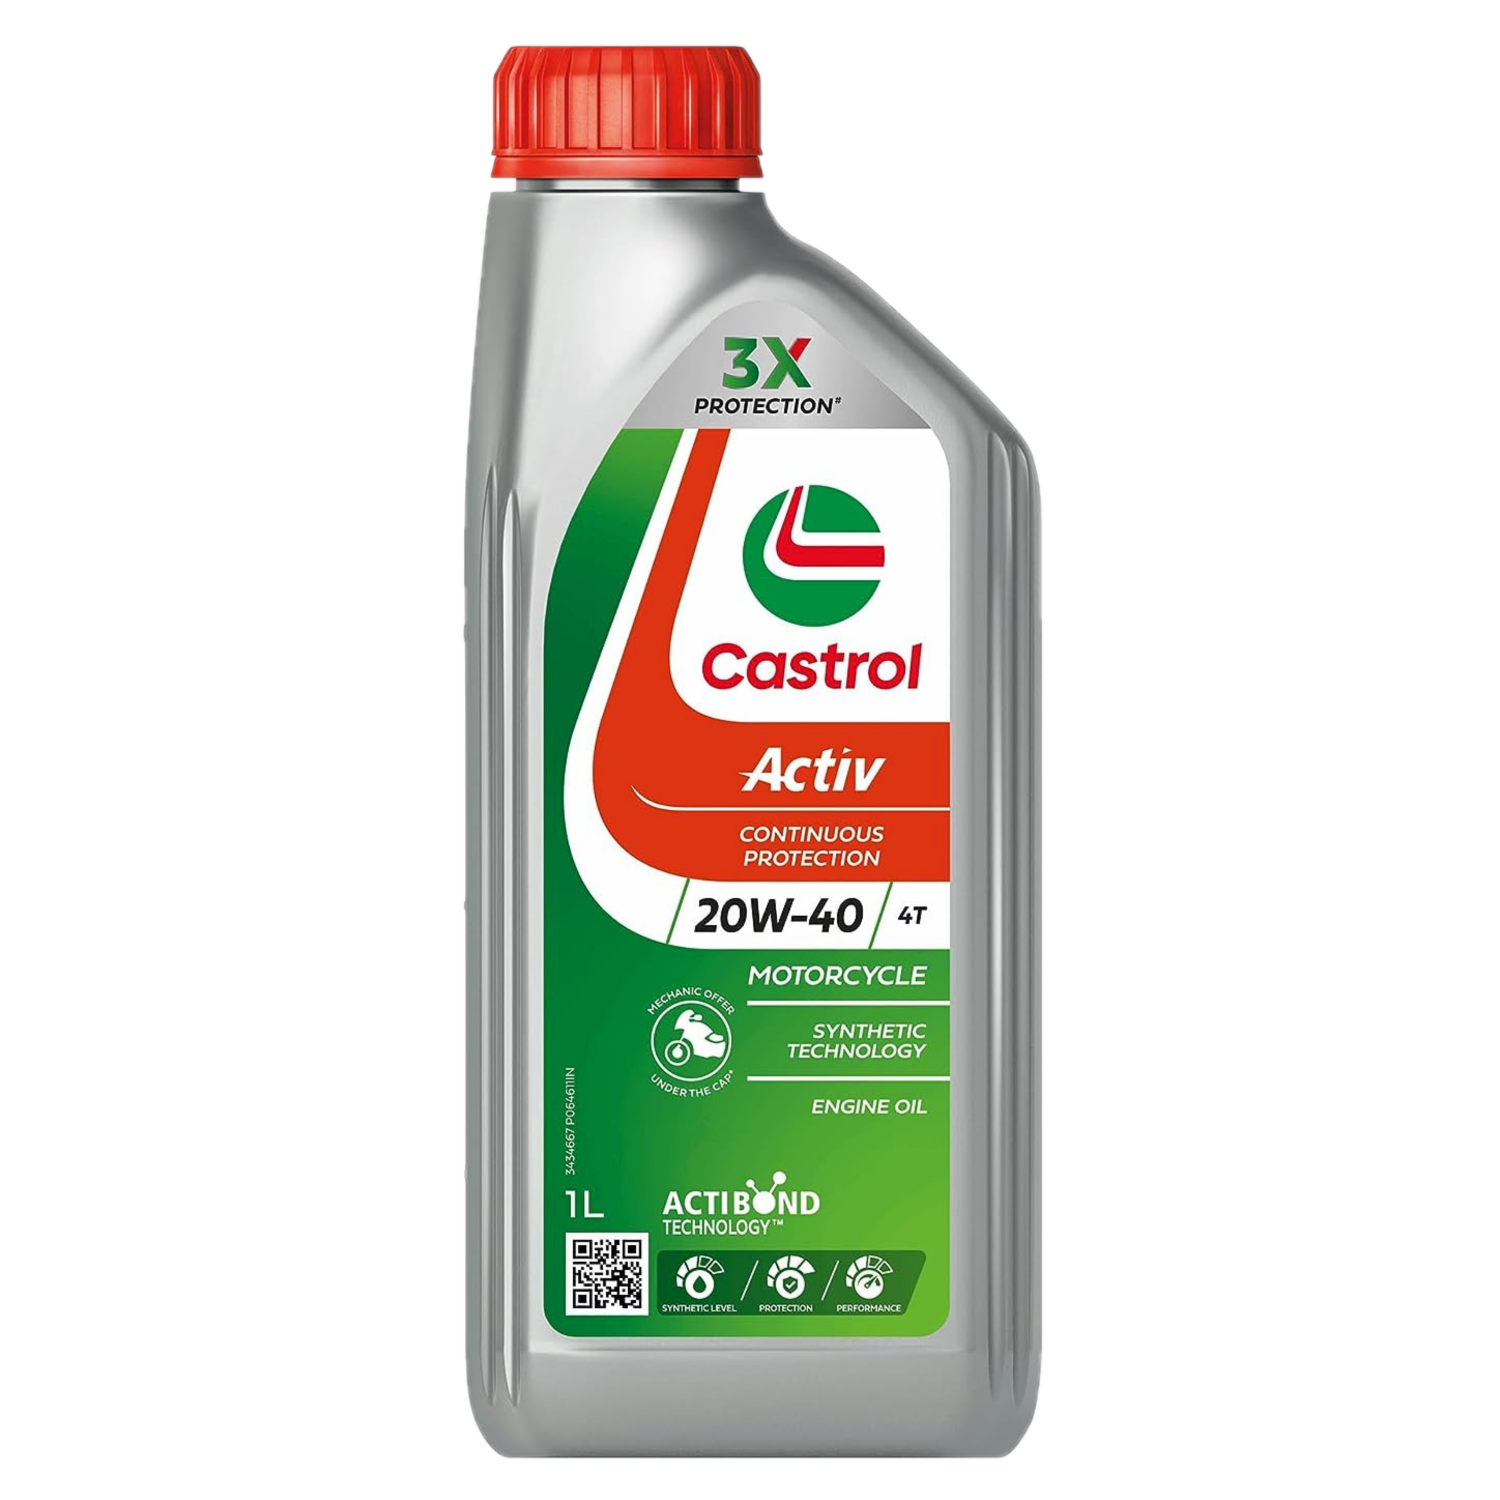 3X
PROTECTION#
Castrol
Activ
CONTINUOUS
PROTECTION
20W-40
4T
MOTORCYCLE
MECHANIC OFFER
UNDER THE CAP*
SYNTHETIC
TECHNOLOGY
ENGINE OIL
3434667 P064611IN
1L
ACTIBOND
TECHNOLOGY™
SYNTHETIC LEVEL
PROTECTION
PERFORMANCE